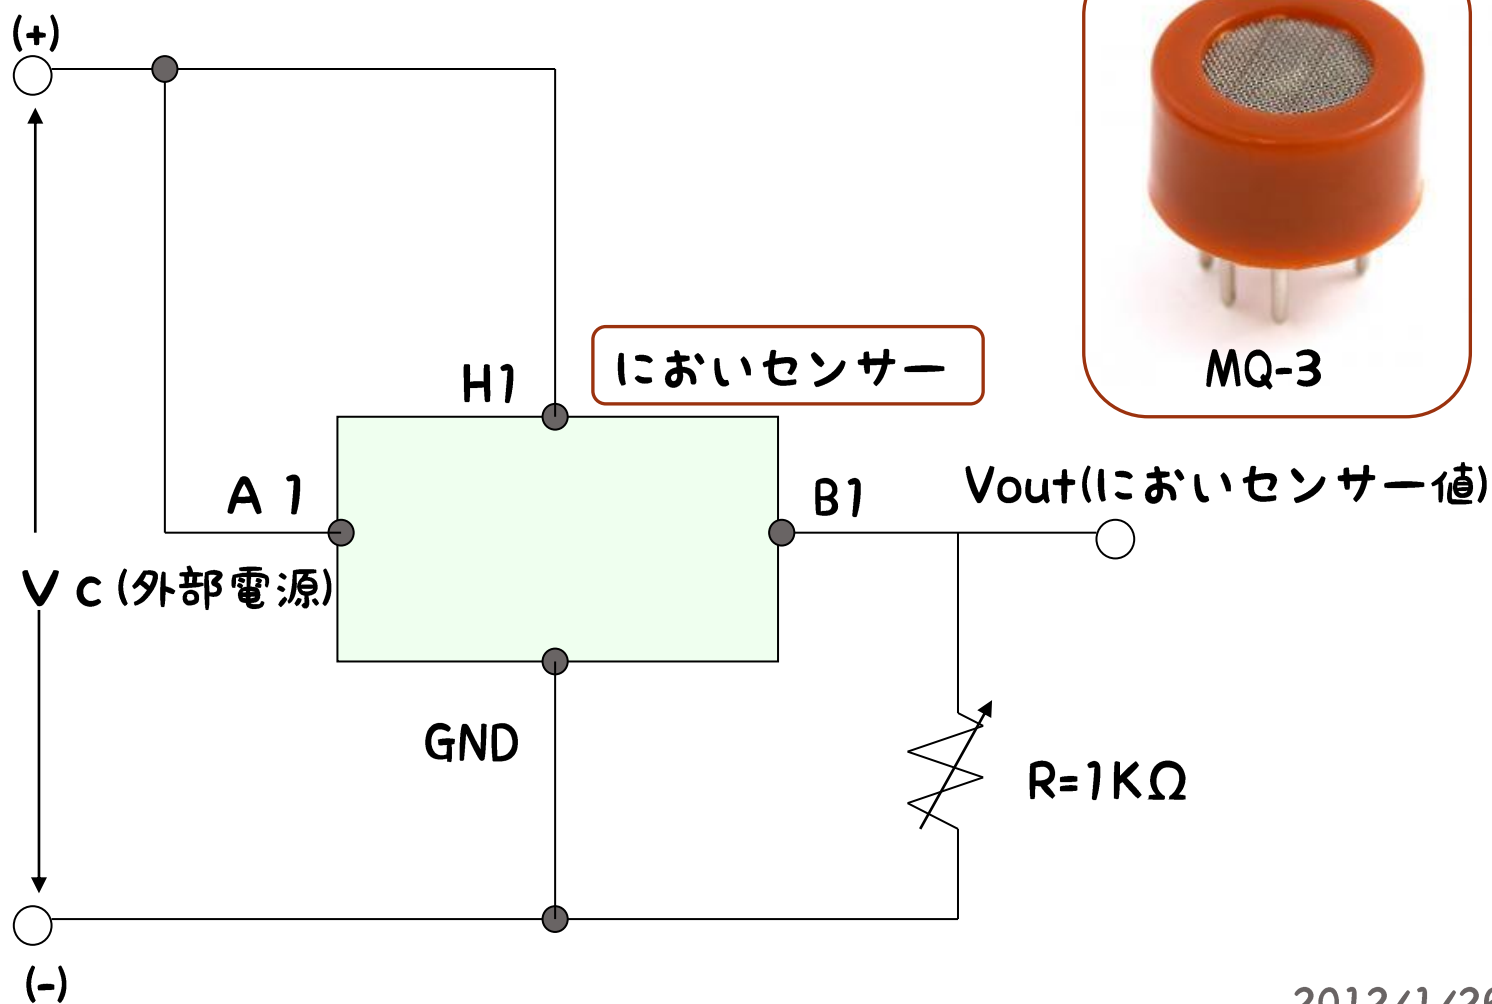 (+)
MQ-3
においセンサー
H1
A 1
B1
Vout(においセンサー値)
Vc(外部電源)
GND
R=1KΩ
(-)